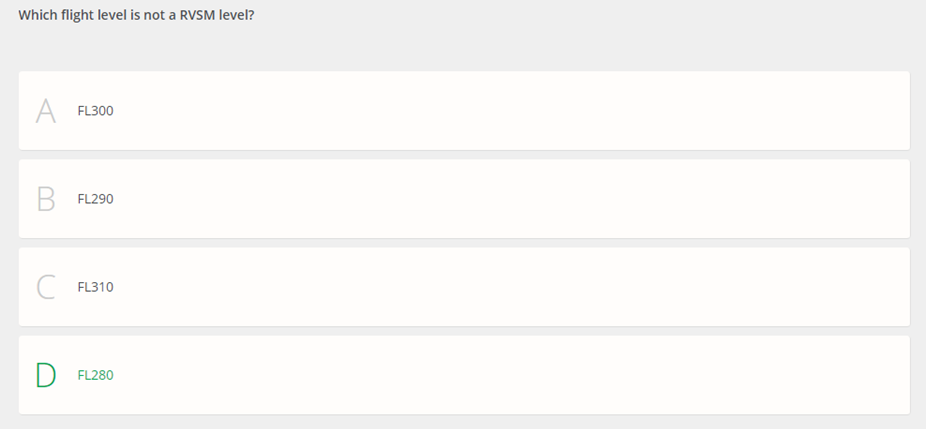 Which flight level is not a RVSM level?
A FL300
B FL290
C FL310
D FL280